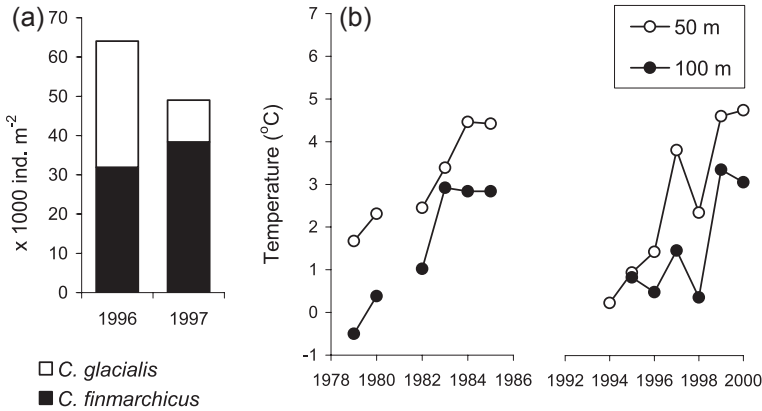 (a)
x 1000 ind. m-2
70
60
50
40
30
20
10
0
1996 1997
C. glacialis
C. finmarchicus
(b)
Temperature (oC)
7
6
5
4
3
2
1
0
-1
1978 1980 1982 1984 1986 1992 1994 1996 1998 2000
50 m
100 m